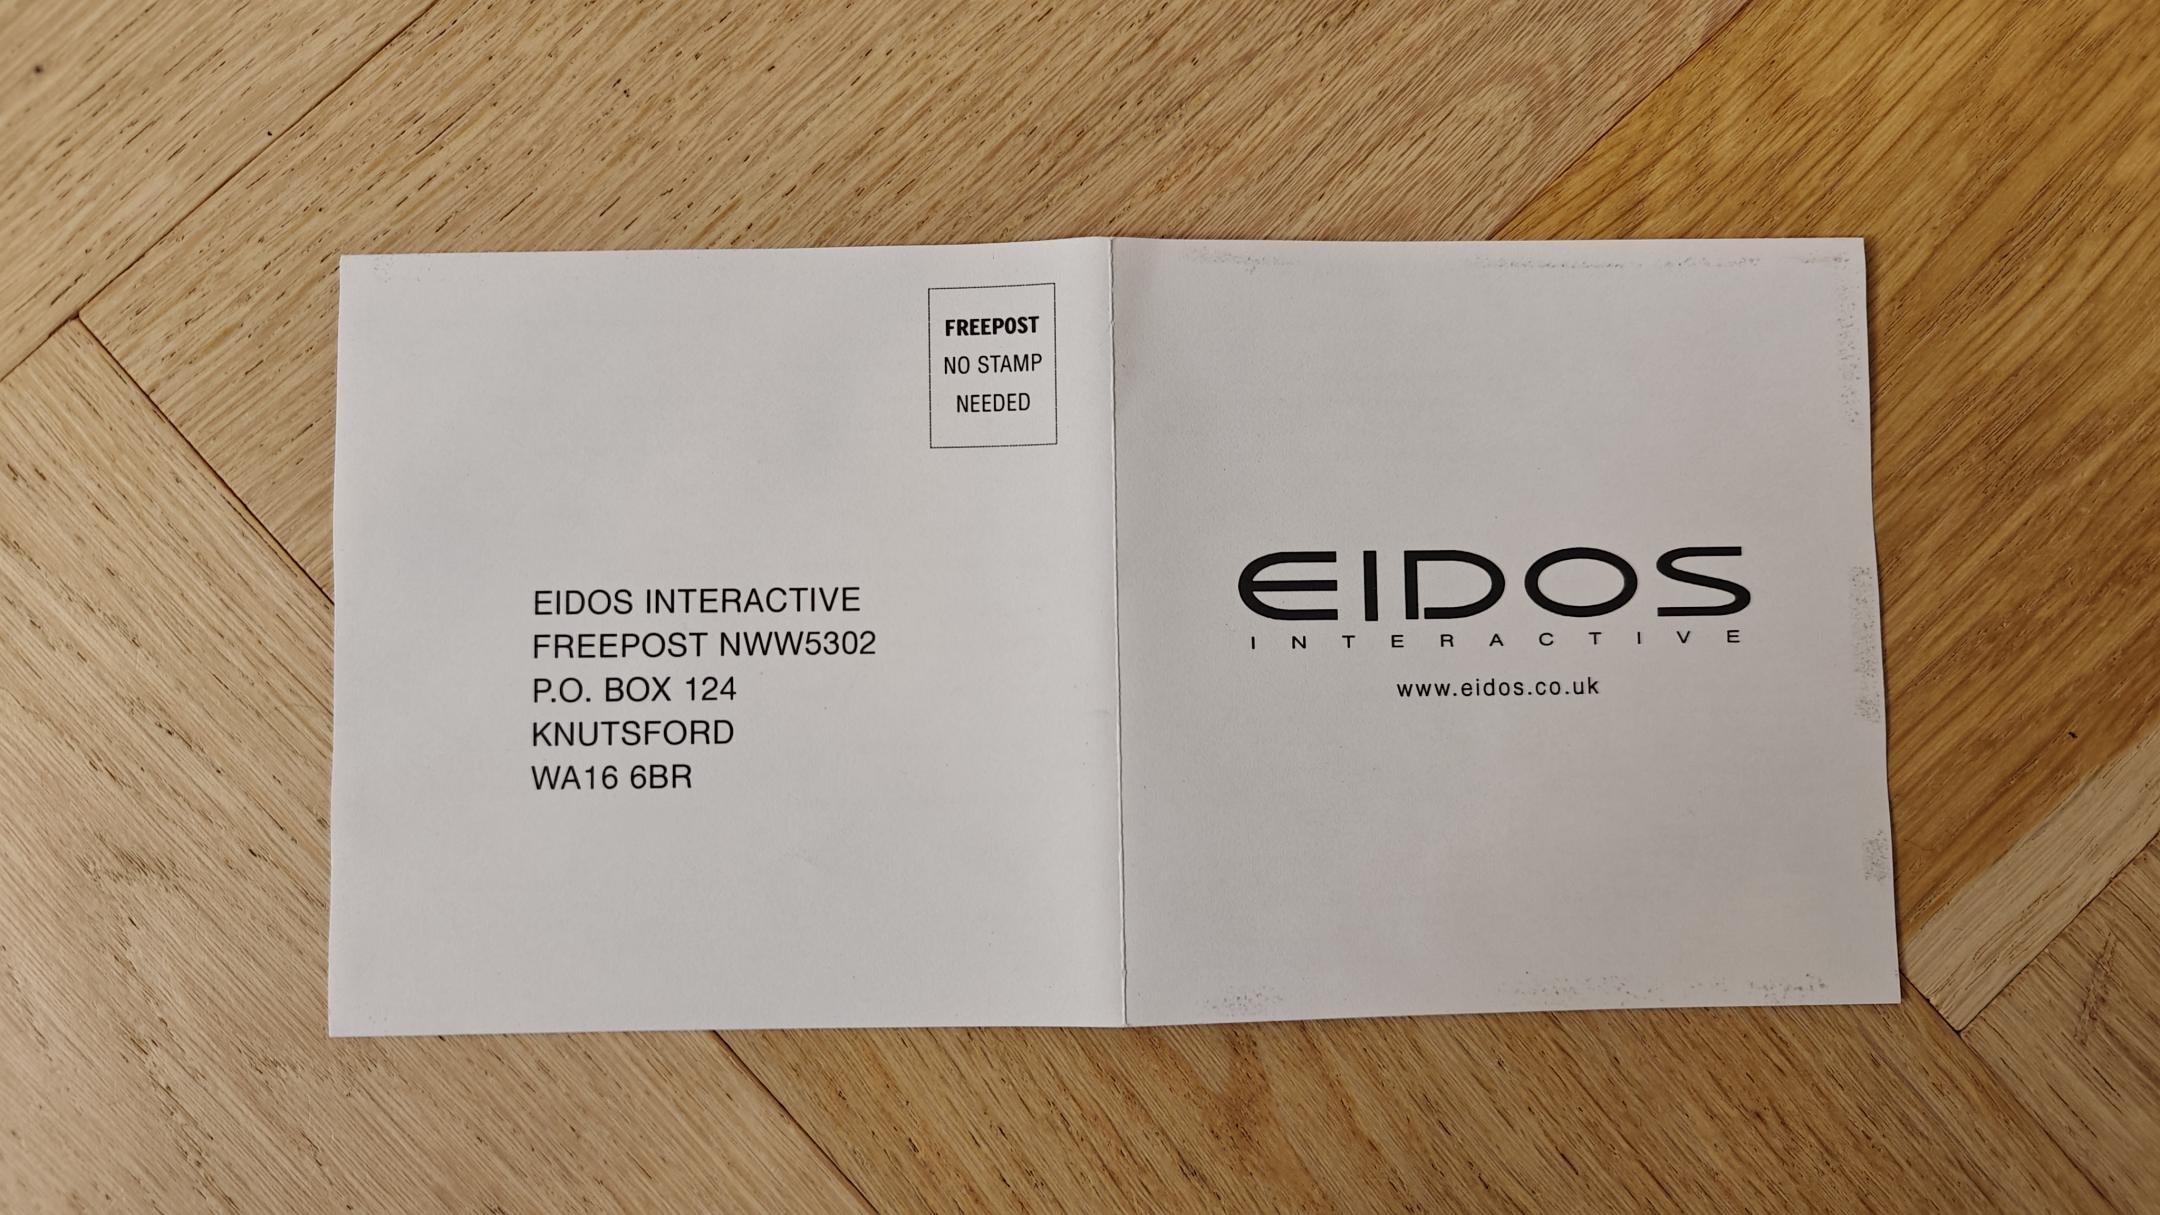 FREEPOST
NO STAMP
NEEDED
EIDOS INTERACTIVE
FREEPOST NWW5302
P.O. BOX 124
KNUTSFORD
WA16 6BR
EIDOS
INTERACTIVE
www.eidos.co.uk